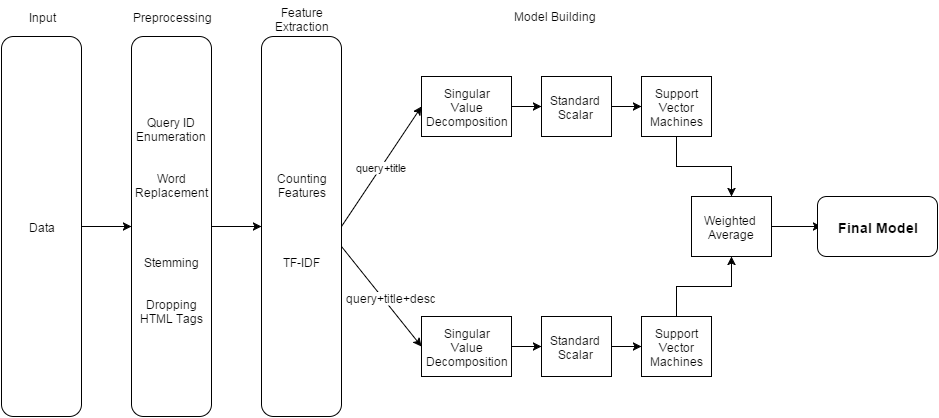 Input
Preprocessing
Feature
Extraction
Model Building
Data
Query ID
Enumeration
Word
Replacement
Stemming
Dropping
HTML Tags
Counting
Features
TF-IDF
query+title
query+title+desc
Singular
Value
Decomposition
Standard
Scalar
Support
Vector
Machines
Singular
Value
Decomposition
Standard
Scalar
Support
Vector
Machines
Weighted
Average
Final Model